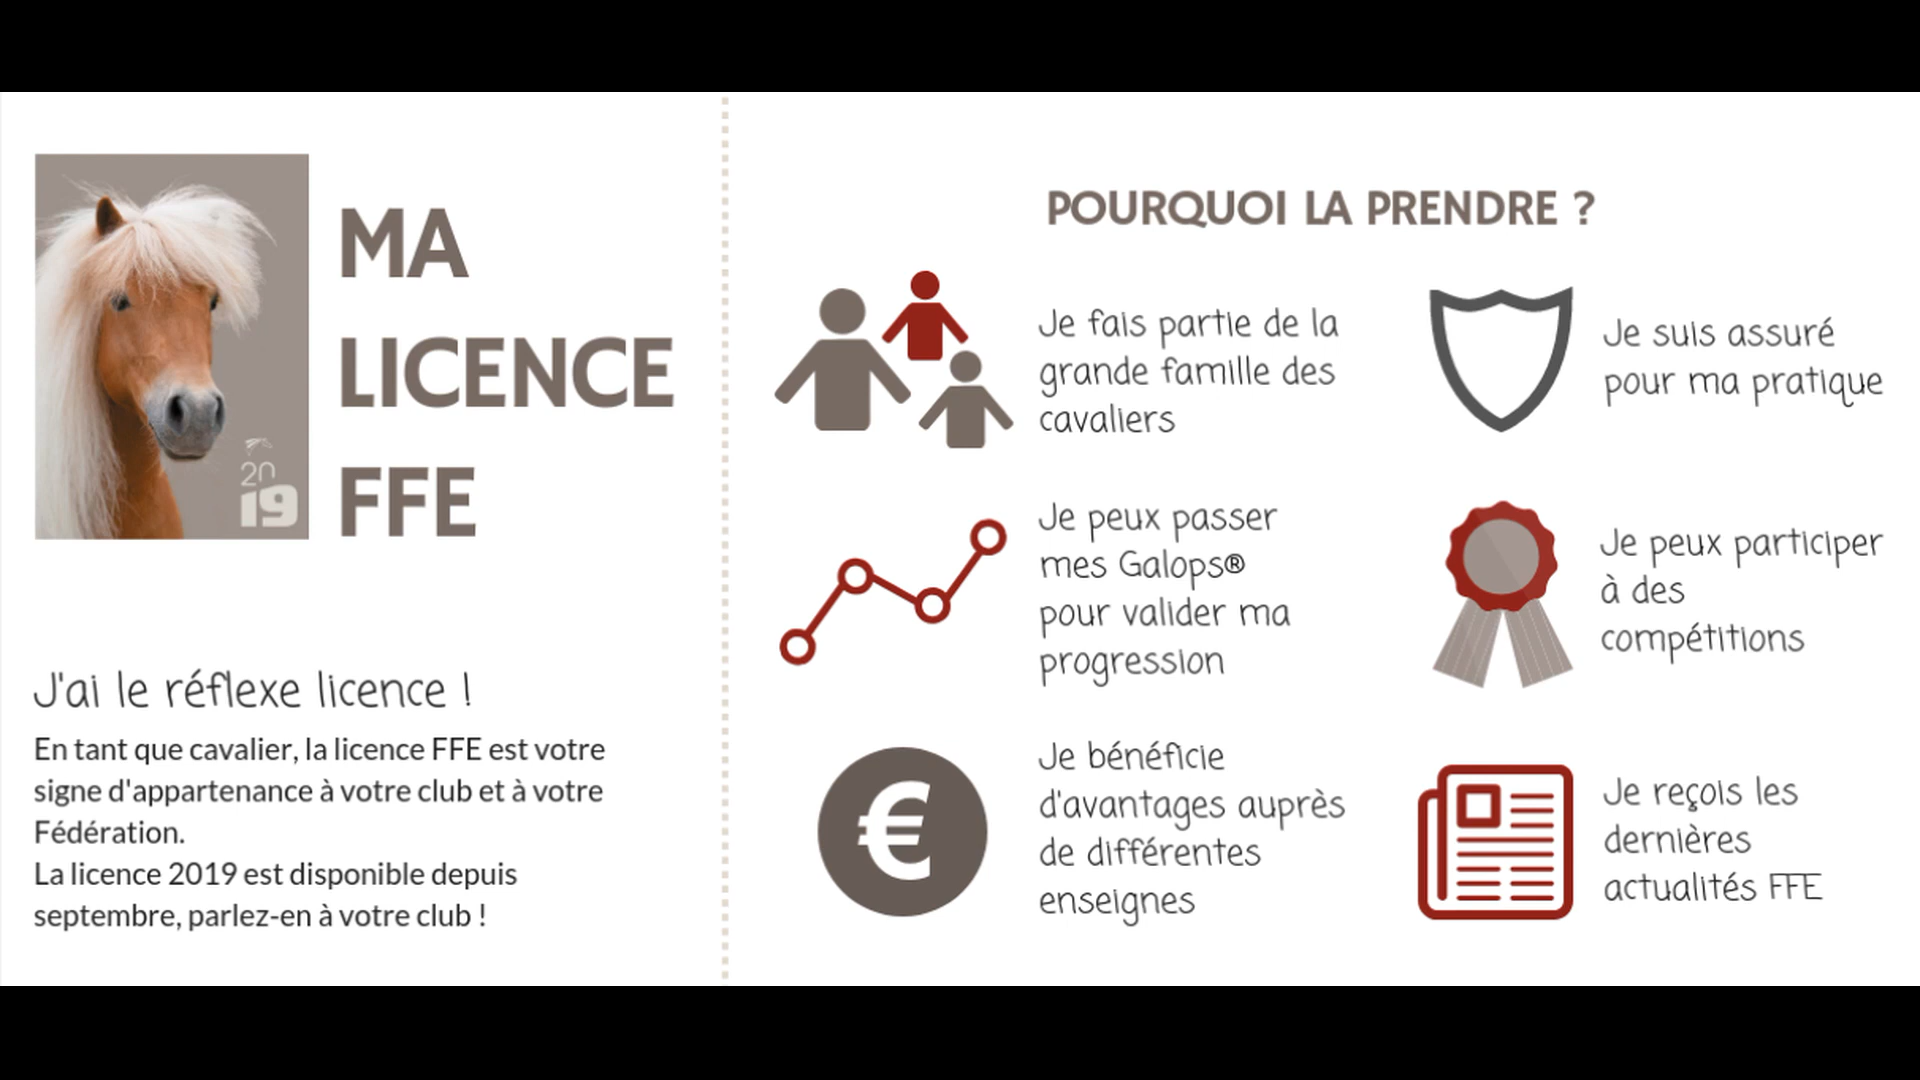 MA
LICENCE
FFE
20
19
J'ai le réflexe licence !
En tant que cavalier, la licence FFE est votre
signe d'appartenance à votre club et à votre
Fédération.
La licence 2019 est disponible depuis
septembre, parlez-en à votre club !
POURQUOI LA PRENDRE ?
Je fais partie de la
grande famille des
cavaliers
Je suis assuré
pour ma pratique
Je peux passer
mes Galops®
pour valider ma
progression
Je peux participer
à des
compétitions
€
Je bénéficie
d'avantages auprès
de différentes
enseignes
Je reçois les
dernières
actualités FFE